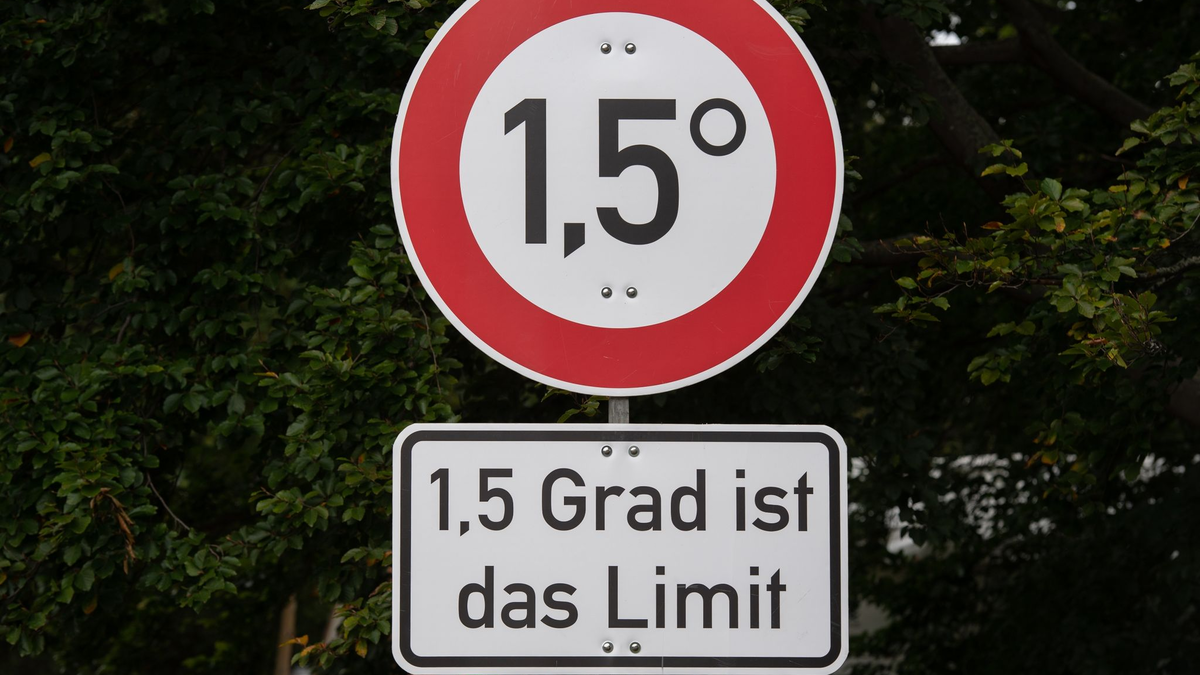 1,5°
1,5 Grad ist
das Limit